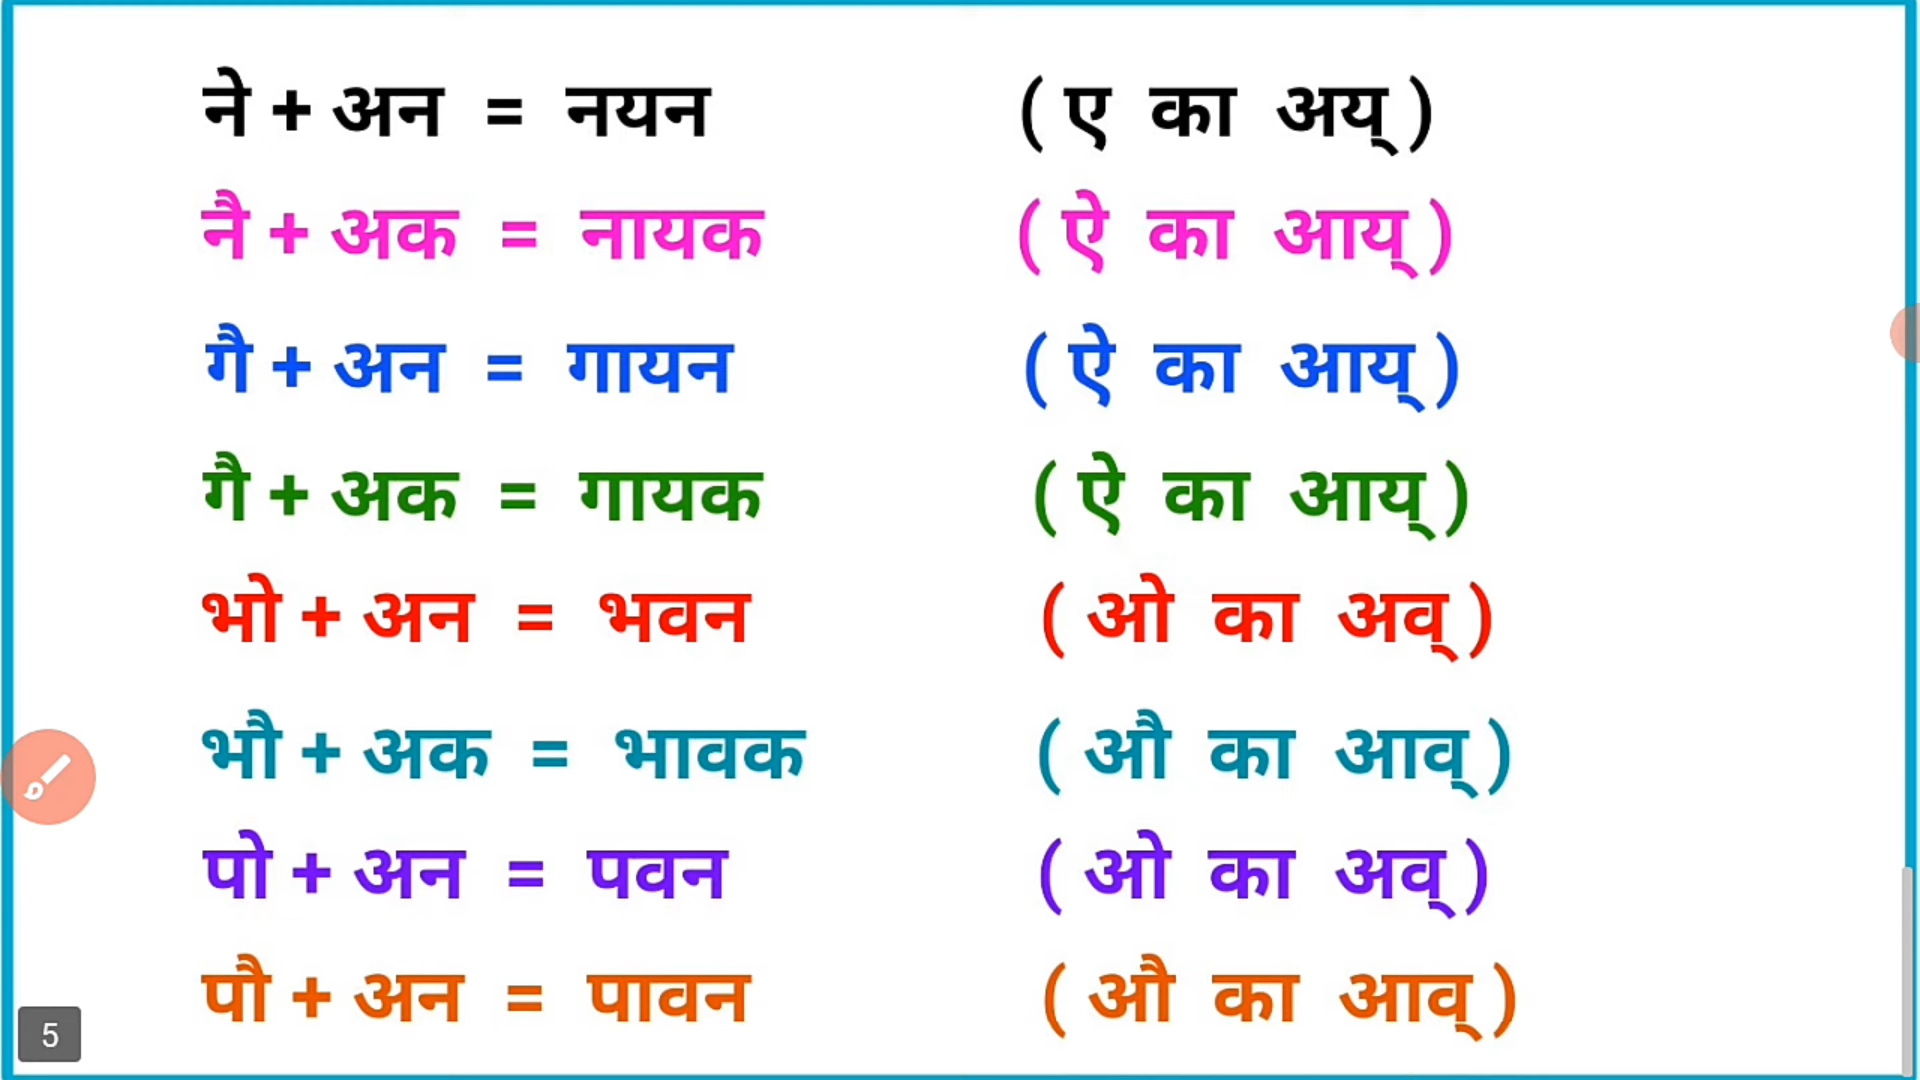 ने + अन = नयन ( ए का अय् )
नै + अक = नायक ( ऐ का आय् )
गै + अन = गायन ( ऐ का आय् )
गै + अक = गायक ( ऐ का आय् )
भो + अन = भवन ( ओ का अव् )
भौ + अक = भावक ( औ का आव् )
पो + अन = पवन ( ओ का अव् )
पौ + अन = पावन ( औ का आव् )
5